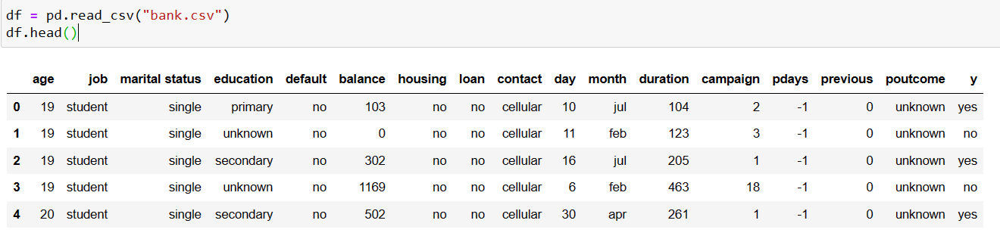 df = pd.read_csv("bank.csv")
df.head()
age job marital status education default balance housing loan contact day month duration campaign pdays previous poutcome y
0 19 student single primary no 103 no no cellular 10 jul 104 2 -1 0 unknown yes
1 19 student single unknown no 0 no no cellular 11 feb 123 3 -1 0 unknown no
2 19 student single secondary no 302 no no cellular 16 jul 205 1 -1 0 unknown yes
3 19 student single unknown no 1169 no no cellular 6 feb 463 18 -1 0 unknown no
4 20 student single secondary no 502 no no cellular 30 apr 261 1 -1 0 unknown yes